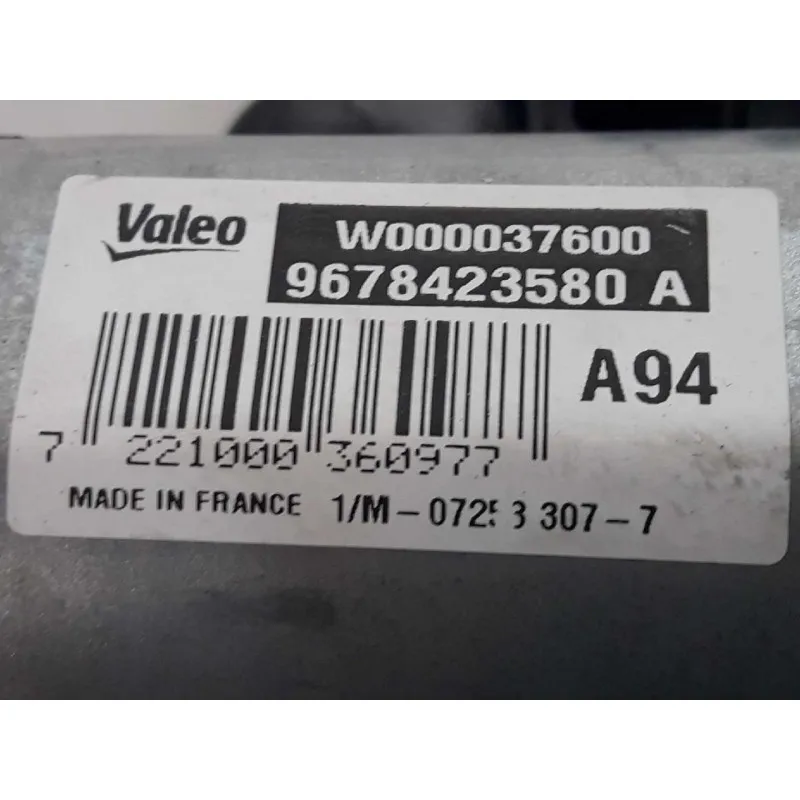 Valeo
W000037600
9678423580 A
A94
7 221000 360977
MADE IN FRANCE 1/M-0725 3 307-7